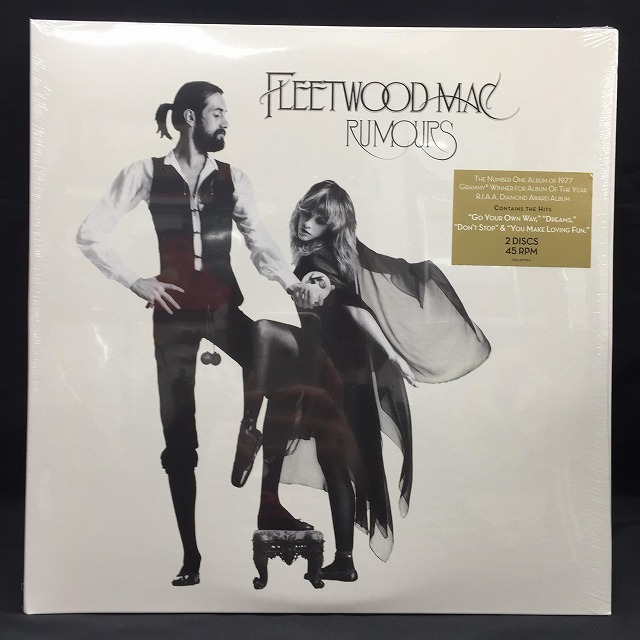 FLEETWOOD MAC
RUMOURS
THE NUMBER ONE ALBUM OF 1977
GRAMMY® WINNER FOR ALBUM OF THE YEAR
R.I.A.A. DIAMOND AWARD ALBUM
CONTAINS THE HITS
"GO YOUR OWN WAY," "DREAMS,"
"DON'T STOP" & "YOU MAKE LOVING FUN."
2 DISCS
45 RPM